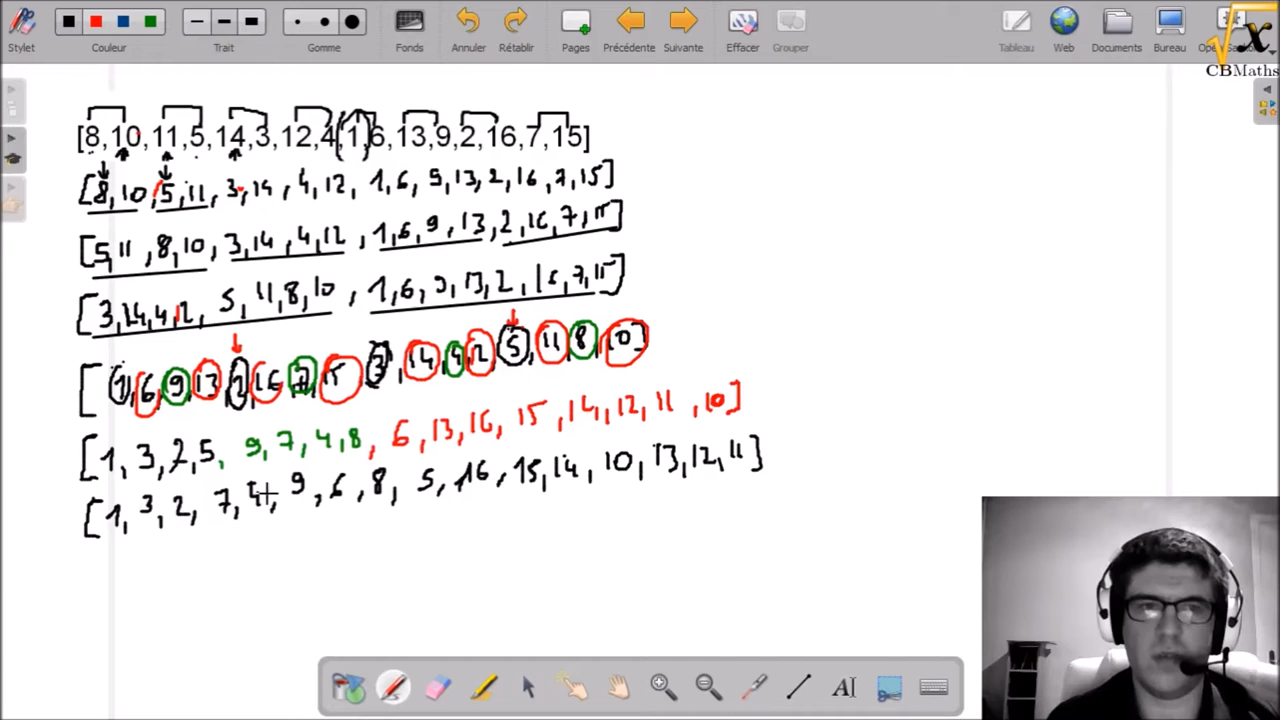 Stylet Couleur Trait Gomme Fonds Annuler Rétablir Pages Précédente Suivante Effacer Grouper Tableau Web Documents Bureau
CBMaths
[8,10,11,5,14,3,12,4(,1,)6,13,9,2,16,7,15]
[8,10,5,11,3,14,4,12,1,6,9,13,2,16,7,15]
[5,11,8,10,3,14,4,12,1,6,9,13,2,16,7,15]
[3,14,4,12,5,11,8,10,1,6,9,13,2,16,7,15]
[1,6,9,13,2,16,7,15,3,14,4,12,5,11,8,10]
[1,3,2,5,9,7,4,8,6,13,16,15,14,12,11,10]
[1,3,2,7,4,9,6,8,5,16,15,14,10,13,12,11]
AI